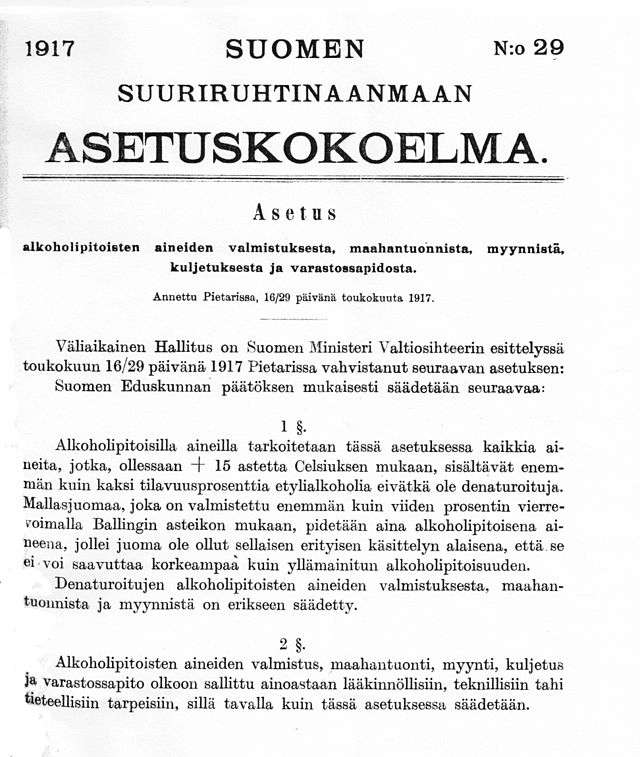 1917 SUOMEN N:o 29
SUURIRUHTINAANMAAN
ASETUSKOKOELMA.
Asetus
alkoholipitoisten aineiden valmistuksesta, maahantuonnista, myynnistä,
kuljetuksesta ja varastossapidosta.
Annettu Pietarissa, 16/29 päivänä toukokuuta 1917.
Väliaikainen Hallitus on Suomen Ministeri Valtiosihteerin esittelyssä
toukokuun 16/29 päivänä 1917 Pietarissa vahvistanut seuraavan asetuksen:
Suomen Eduskunnan päätöksen mukaisesti säädetään seuraavaa:
1 §.
Alkoholipitoisilla aineilla tarkoitetaan tässä asetuksessa kaikkia ai-
neita, jotka, ollessaan + 15 astetta Celsiuksen mukaan, sisältävät enem-
män kuin kaksi tilavuusprosenttia etylialkoholia eivätkä ole denaturoituja.
Mallasjuomaa, joka on valmistettu enemmän kuin viiden prosentin vierre-
voimalla Ballingin asteikon mukaan, pidetään aina alkoholipitoisena ai-
neena, jollei juoma ole ollut sellaisen erityisen käsittelyn alaisena, että se
ei voi saavuttaa korkeampaa kuin yllämainitun alkoholipitoisuuden.
Denaturoitujen alkoholipitoisten aineiden valmistuksesta, maahan-
tuonnista ja myynnistä on erikseen säädetty.
2 §.
Alkoholipitoisten aineiden valmistus, maahantuonti, myynti, kuljetus
ja varastossapito olkoon sallittu ainoastaan lääkinnöllisiin, teknillisiin tahi
tieteellisiin tarpeisiin, sillä tavalla kuin tässä asetuksessa säädetään.